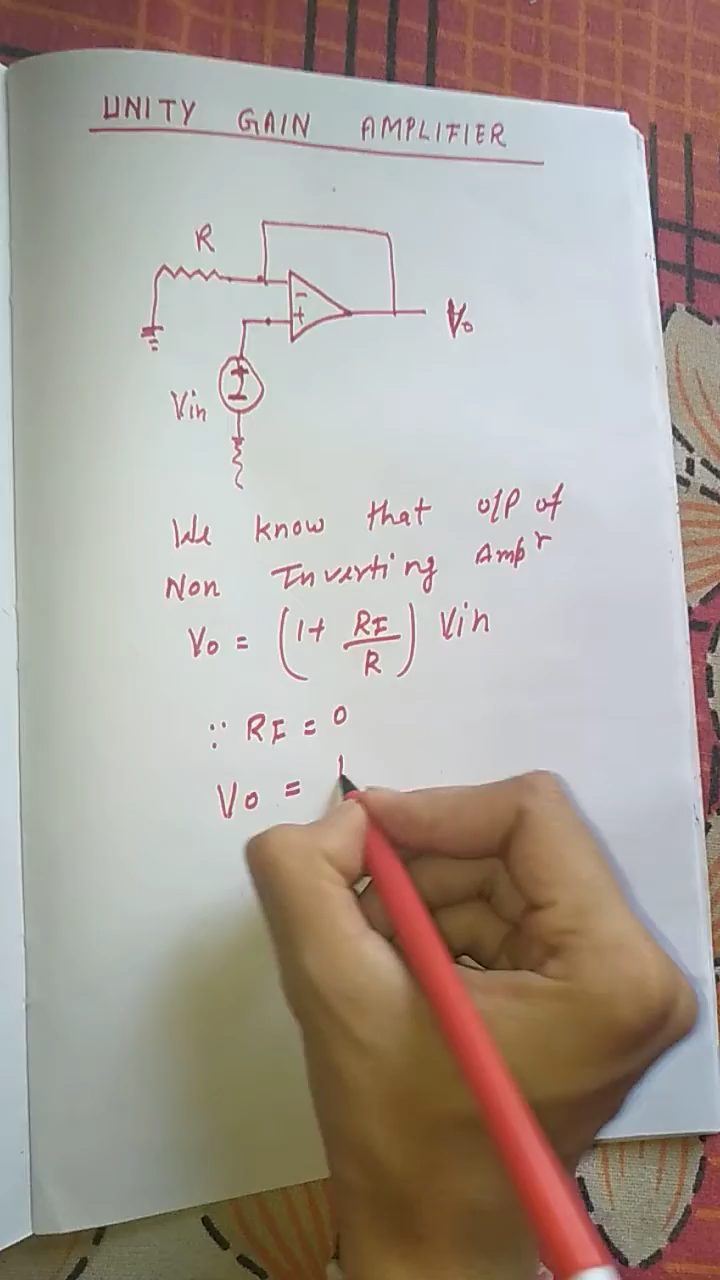 UNITY GAIN AMPLIFIER
R
-
+
Vo
+
-
Vin
We know that o/p of
Non Inverting Ampr
Vo = (1+ RF/R) Vin
∵ RF = 0
Vo =